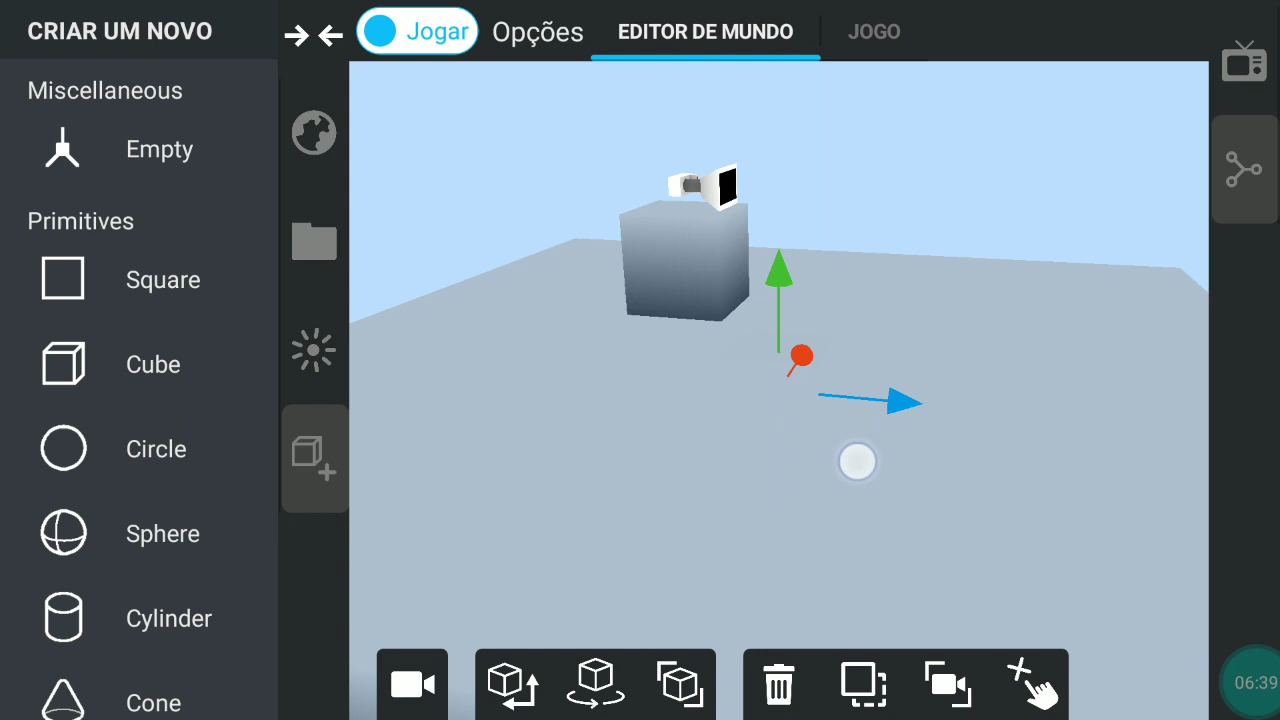 CRIAR UM NOVO
Jogar
Opções
EDITOR DE MUNDO
JOGO
Miscellaneous
Empty
Primitives
Square
Cube
Circle
Sphere
Cylinder
Cone
06:39